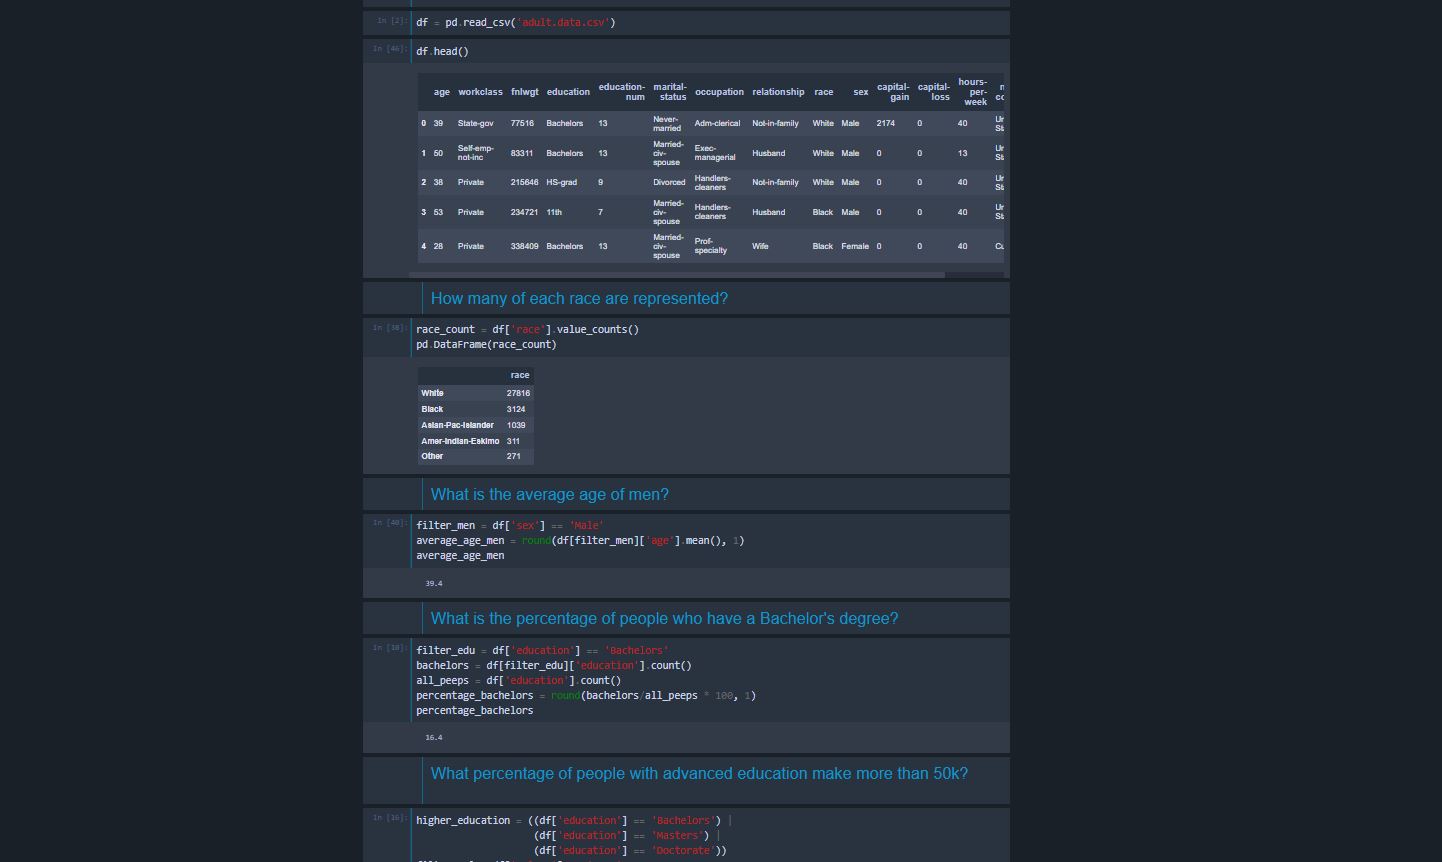 In [2]: df = pd.read_csv('adult.data.csv')
In [46]: df.head()
age workclass fnlwgt education education-num marital-status occupation relationship race sex capital-gain capital-loss hours-per-week n co
0 39 State-gov 77516 Bachelors 13 Never-married Adm-clerical Not-in-family White Male 2174 0 40 Un Sta
1 50 Self-emp-not-inc 83311 Bachelors 13 Married-civ-spouse Exec-managerial Husband White Male 0 0 13 Un Sta
2 38 Private 215646 HS-grad 9 Divorced Handlers-cleaners Not-in-family White Male 0 0 40 Un Sta
3 53 Private 234721 11th 7 Married-civ-spouse Handlers-cleaners Husband Black Male 0 0 40 Un Sta
4 28 Private 338409 Bachelors 13 Married-civ-spouse Prof-specialty Wife Black Female 0 0 40 Cu
How many of each race are represented?
In [38]: race_count = df['race'].value_counts()
pd.DataFrame(race_count)
race
White 27816
Black 3124
Asian-Pac-Islander 1039
Amer-Indian-Eskimo 311
Other 271
What is the average age of men?
In [40]: filter_men = df['sex'] == 'Male'
average_age_men = round(df[filter_men]['age'].mean(), 1)
average_age_men
39.4
What is the percentage of people who have a Bachelor's degree?
In [18]: filter_edu = df['education'] == 'Bachelors'
bachelors = df[filter_edu]['education'].count()
all_peeps = df['education'].count()
percentage_bachelors = round(bachelors/all_peeps * 100, 1)
percentage_bachelors
16.4
What percentage of people with advanced education make more than 50k?
In [36]: higher_education = ((df['education'] == 'Bachelors') |
(df['education'] == 'Masters') |
(df['education'] == 'Doctorate'))